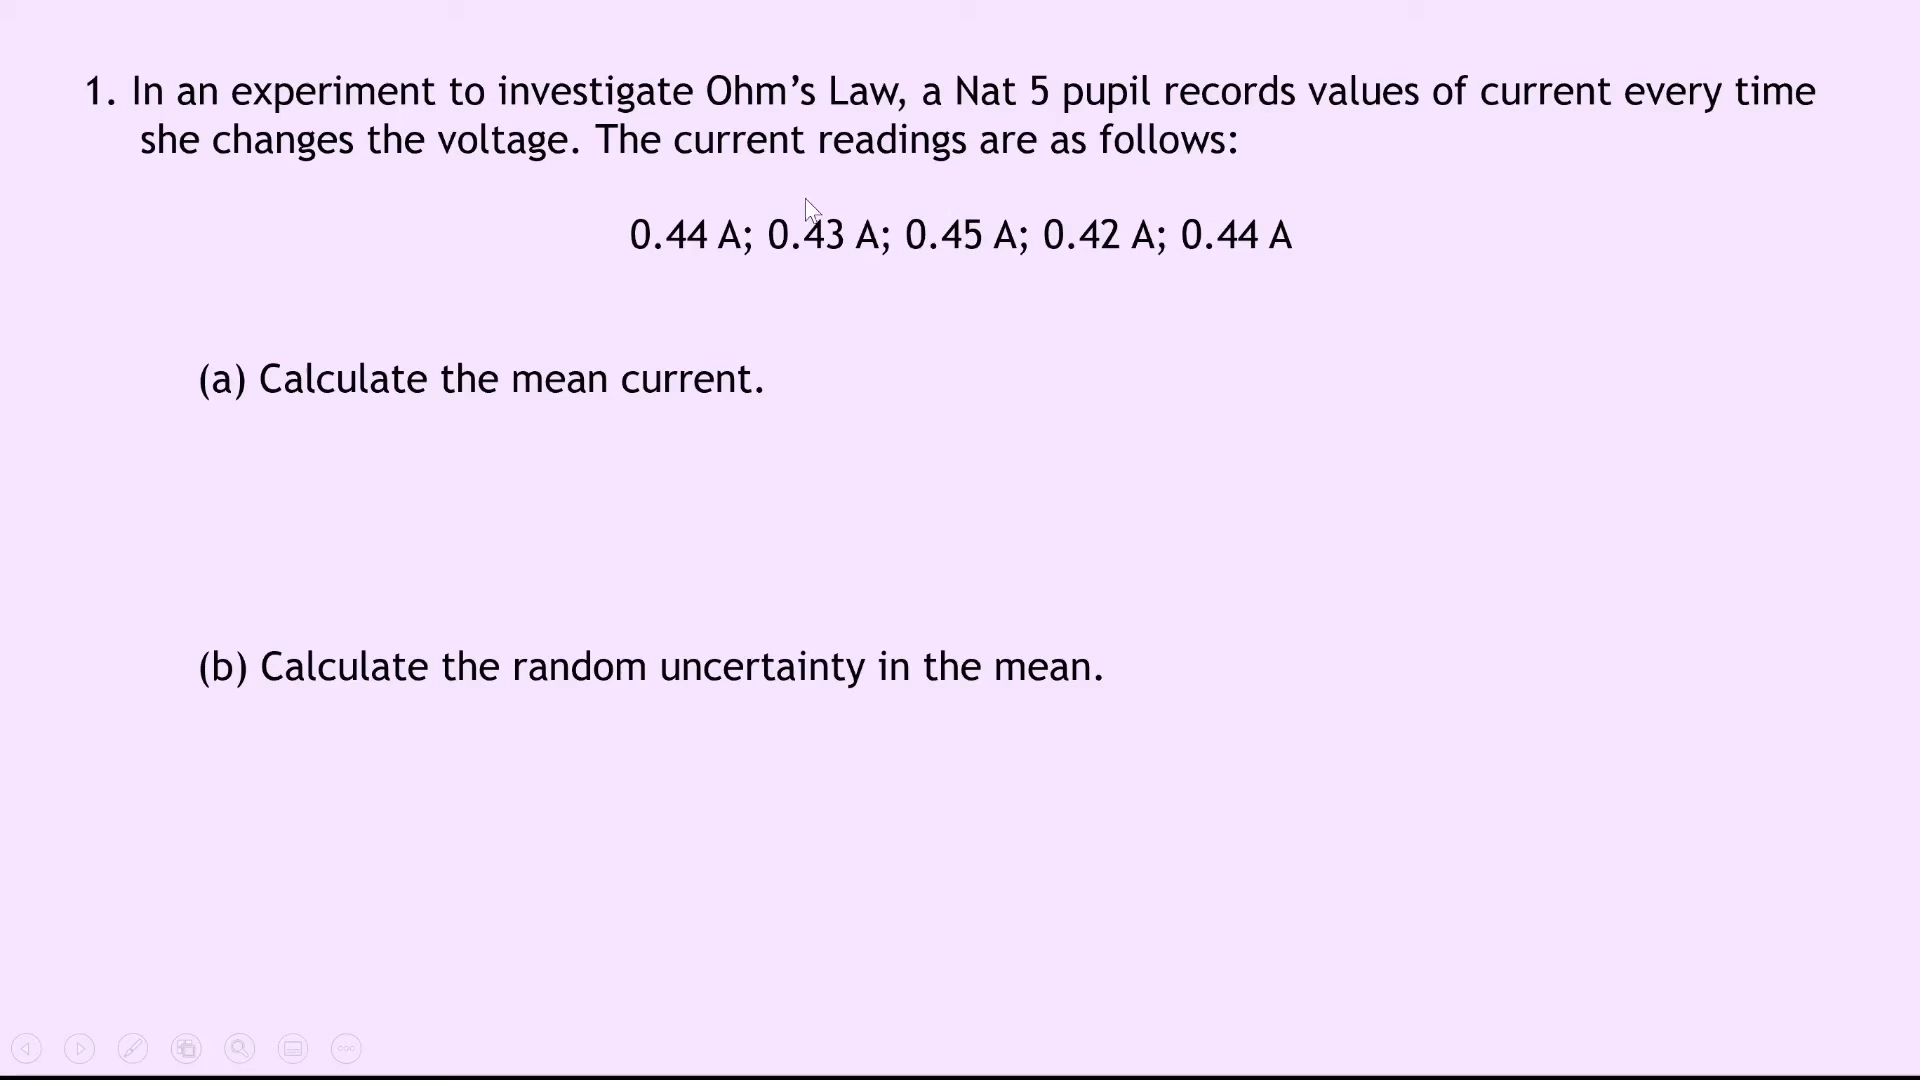 1. In an experiment to investigate Ohm’s Law, a Nat 5 pupil records values of current every time
she changes the voltage. The current readings are as follows:
0.44 A; 0.43 A; 0.45 A; 0.42 A; 0.44 A
(a) Calculate the mean current.
(b) Calculate the random uncertainty in the mean.